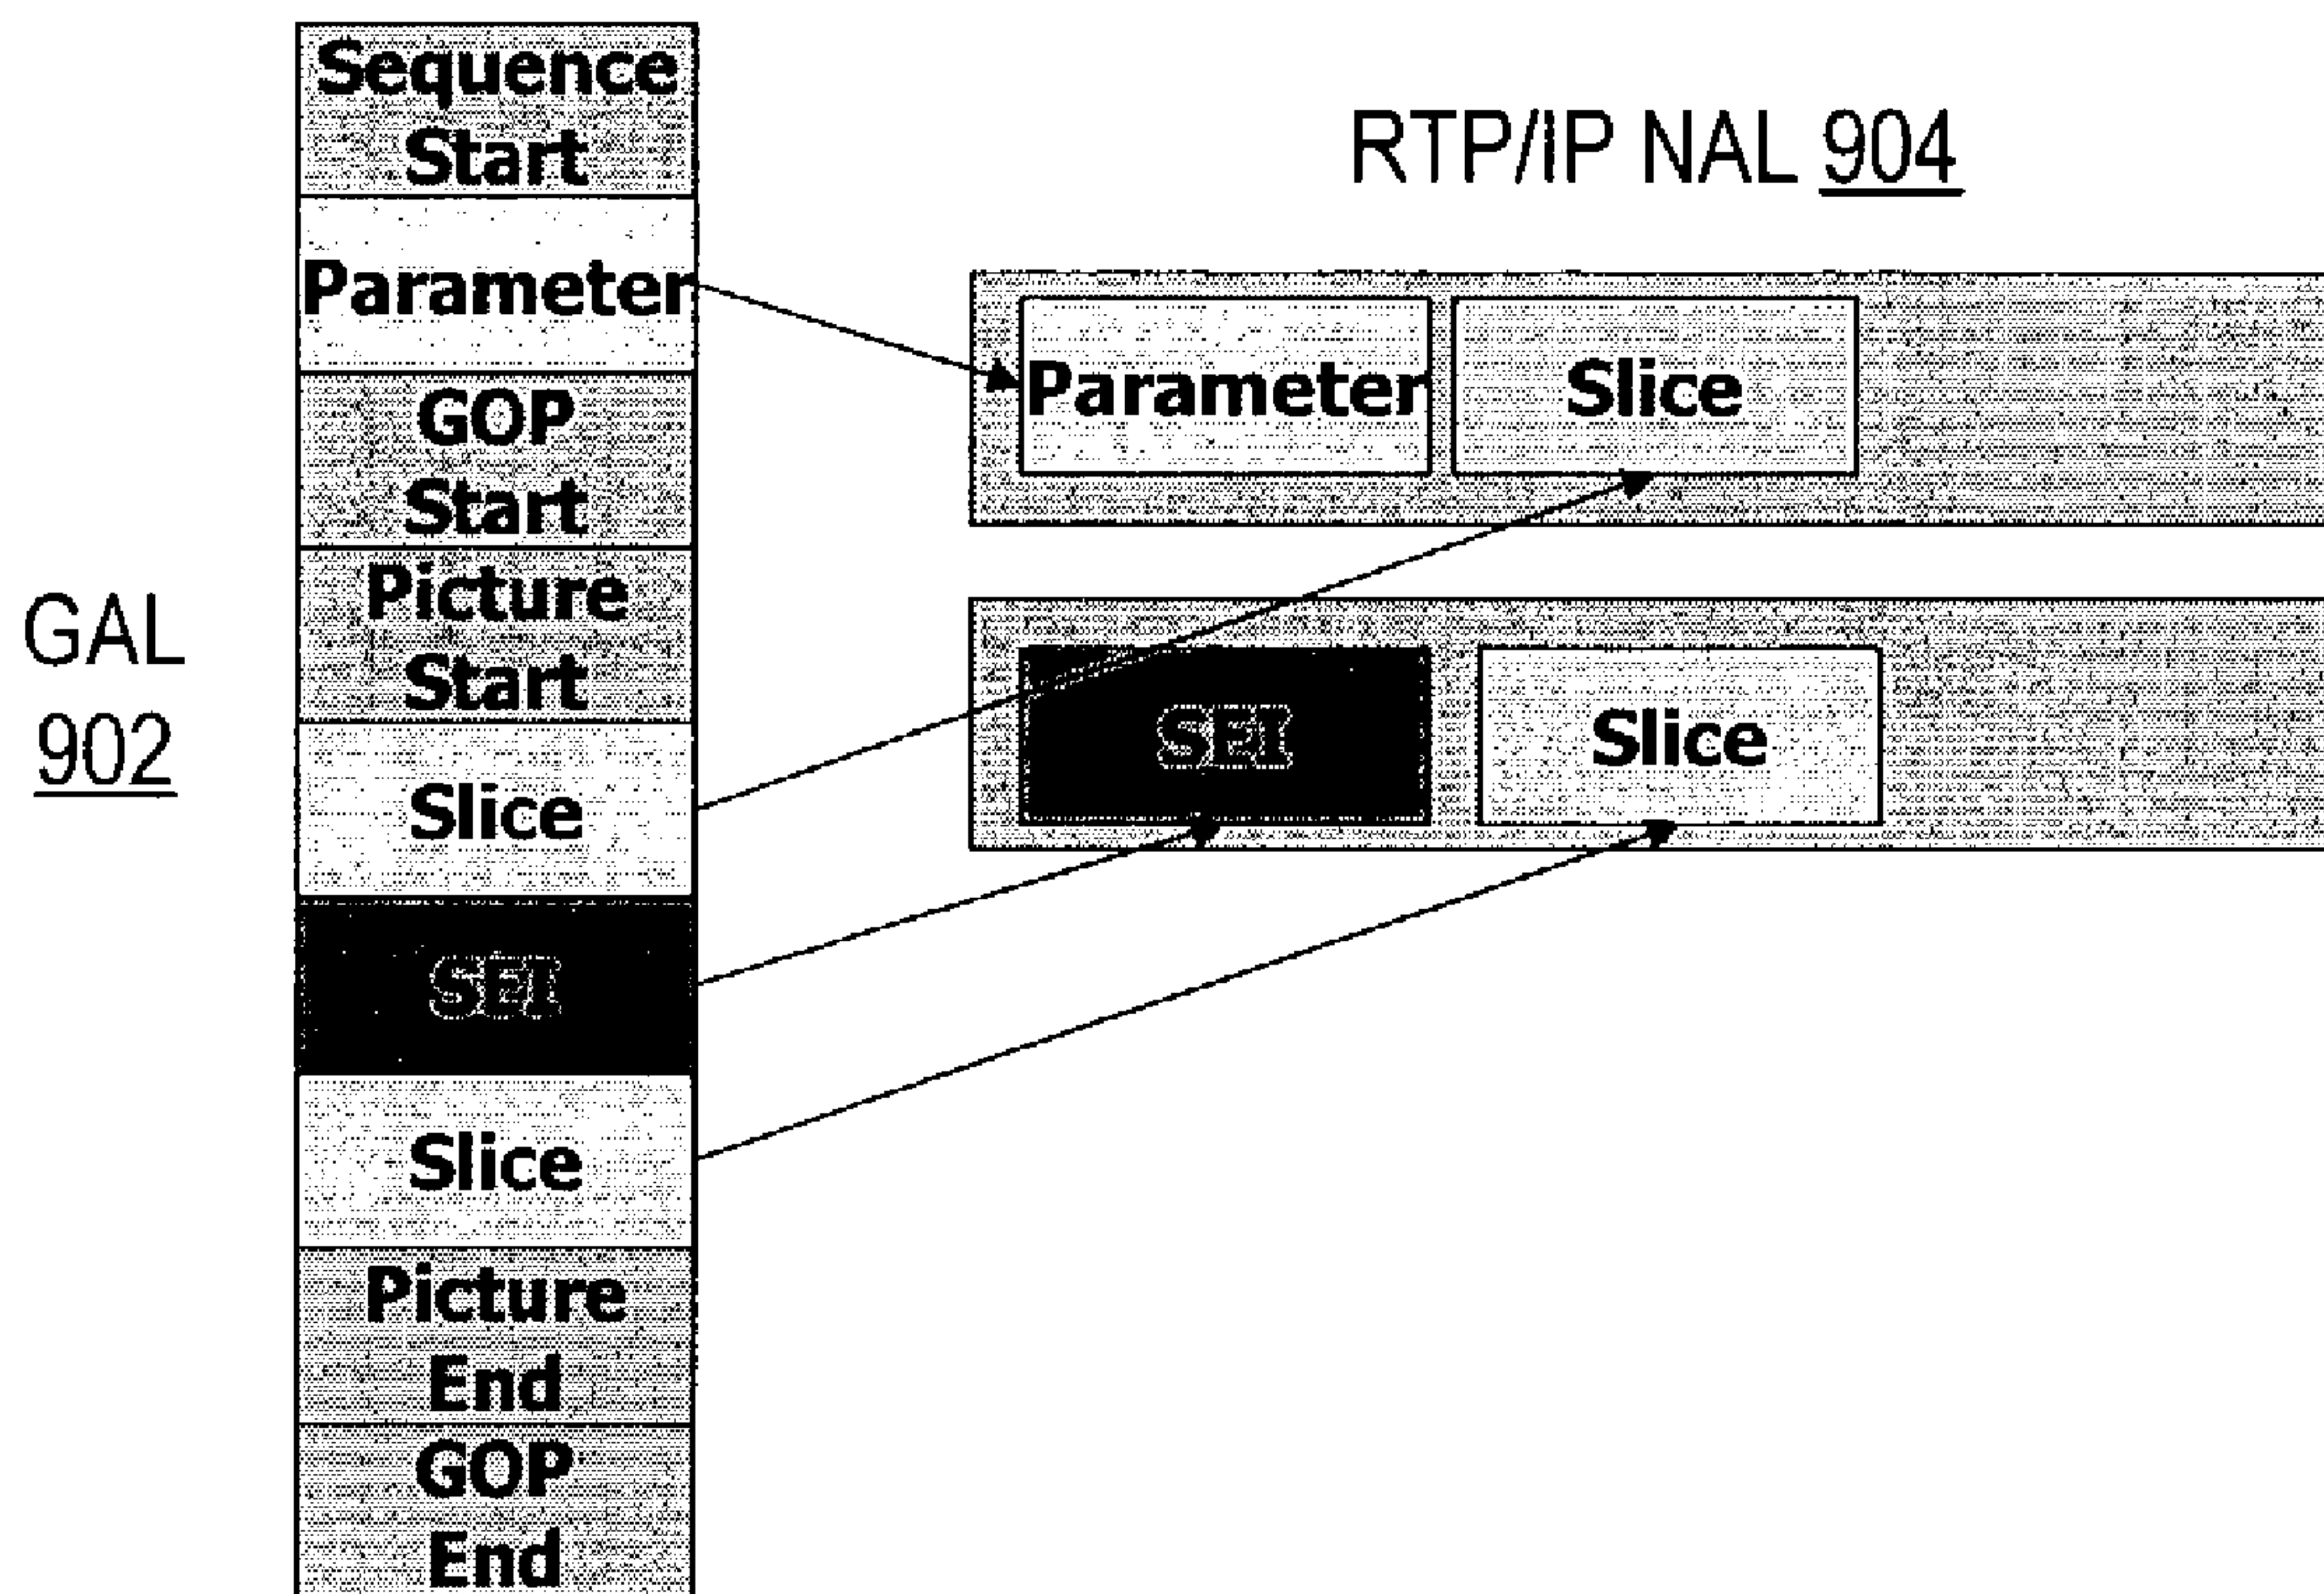 GAL
902
Sequence
Start
Parameter
GOP
Start
Picture
Start
Slice
SEI
Slice
Picture
End
GOP
End
RTP/IP NAL 904
Parameter
Slice
SEI
Slice